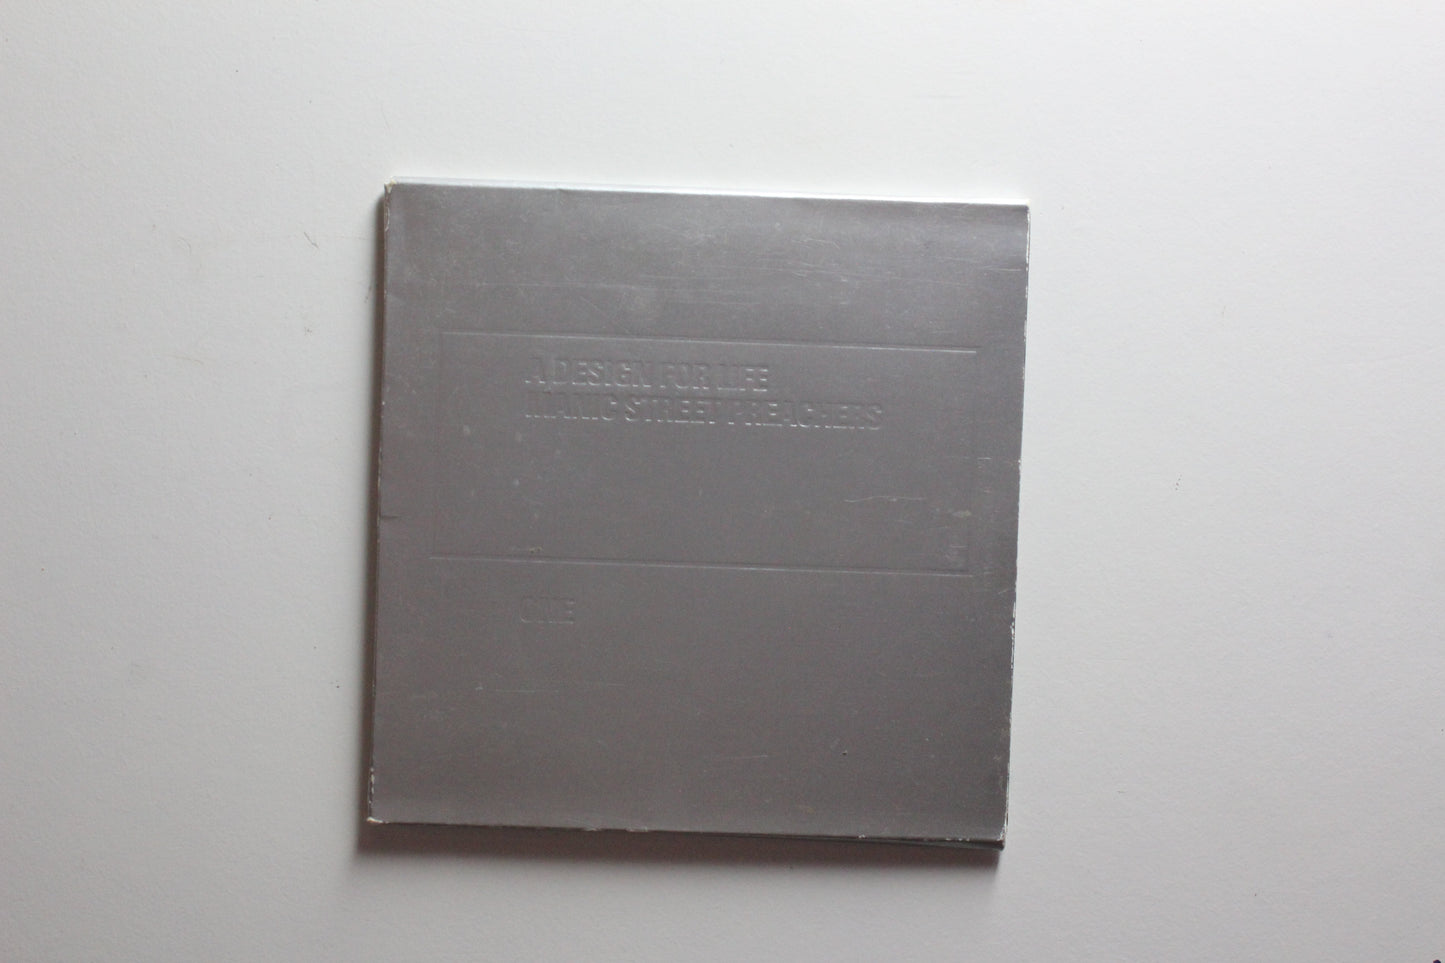 A DESIGN FOR LIFE
MANIC STREET PREACHERS
ONE